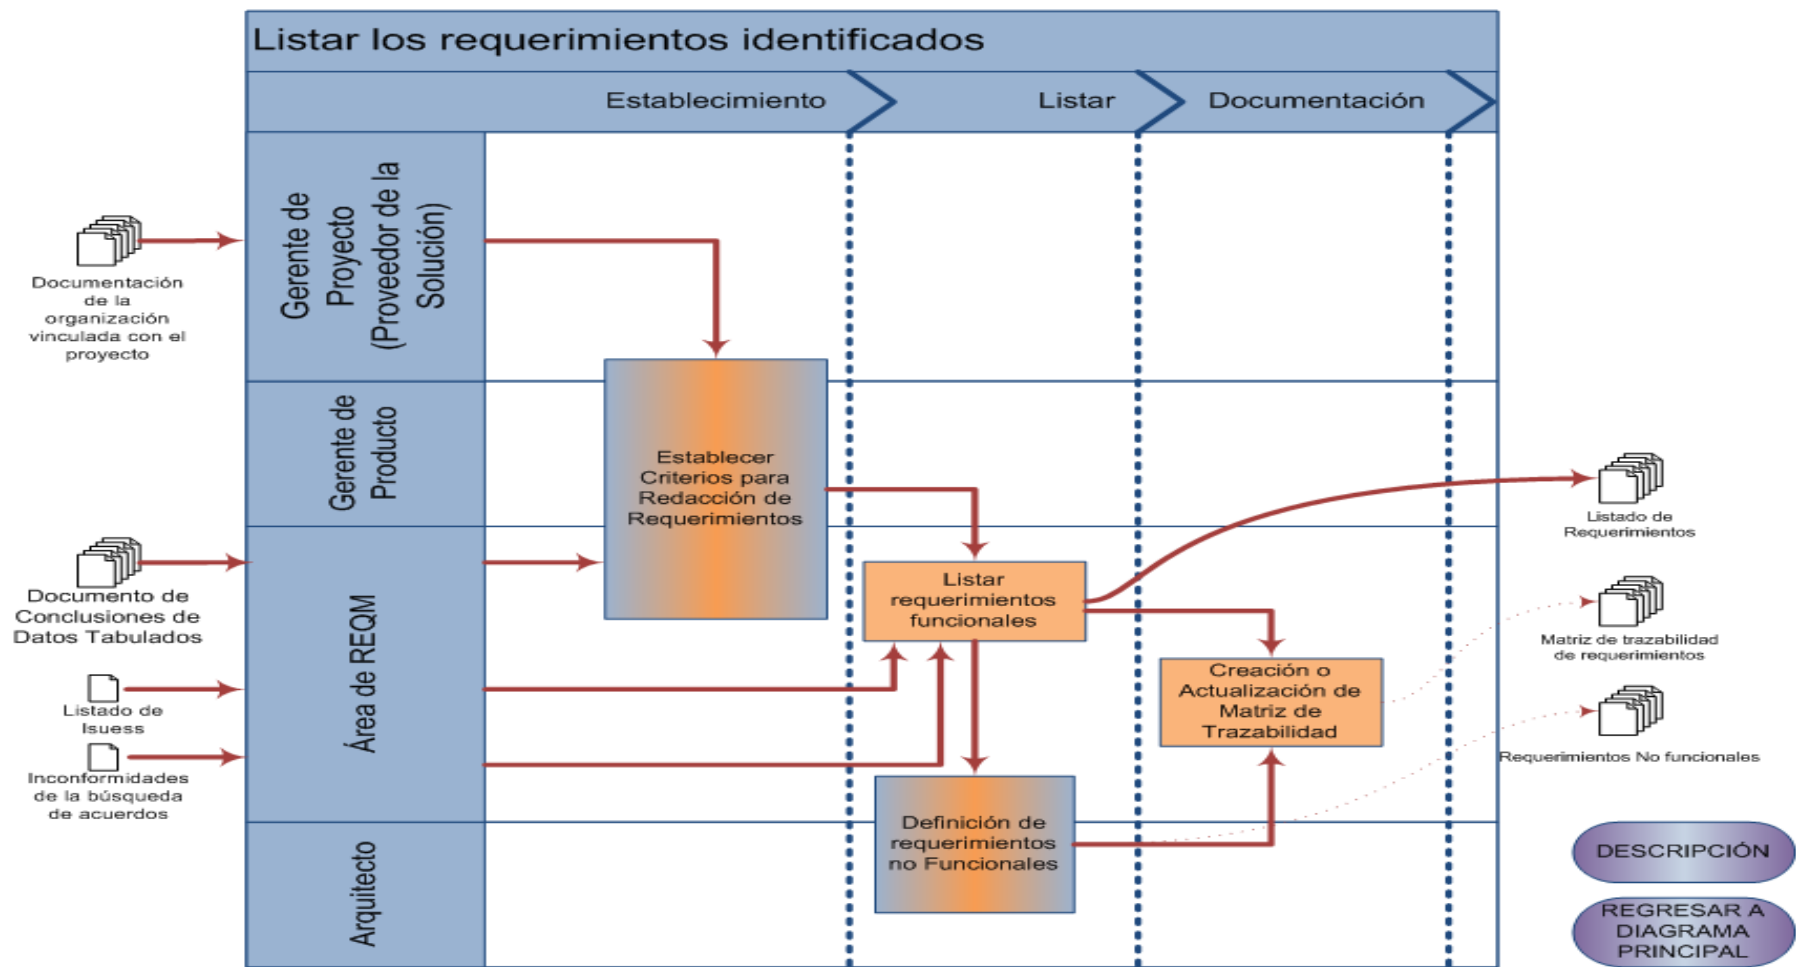 Listar los requerimientos identificados
Establecimiento
Listar
Documentación
Gerente de
Proyecto
(Proveedor de la
Solución)
Gerente de
Producto
Área de REQM
Arquitecto
Documentación
de la
organización
vinculada con el
proyecto
Documento de
Conclusiones de
Datos Tabulados
Listado de
Isuess
Inconformidades
de la búsqueda
de acuerdos
Establecer
Criterios para
Redacción de
Requerimientos
Listar
requerimientos
funcionales
Creación o
Actualización de
Matriz de
Trazabilidad
Definición de
requerimientos
no Funcionales
Listado de
Requerimientos
Matriz de trazabilidad
de requerimientos
Requerimientos No funcionales
DESCRIPCIÓN
REGRESAR A
DIAGRAMA
PRINCIPAL